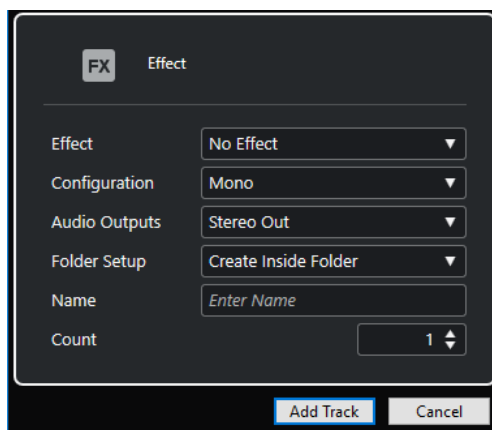 FX Effect
Effect No Effect
Configuration Mono
Audio Outputs Stereo Out
Folder Setup Create Inside Folder
Name Enter Name
Count 1
Add Track Cancel